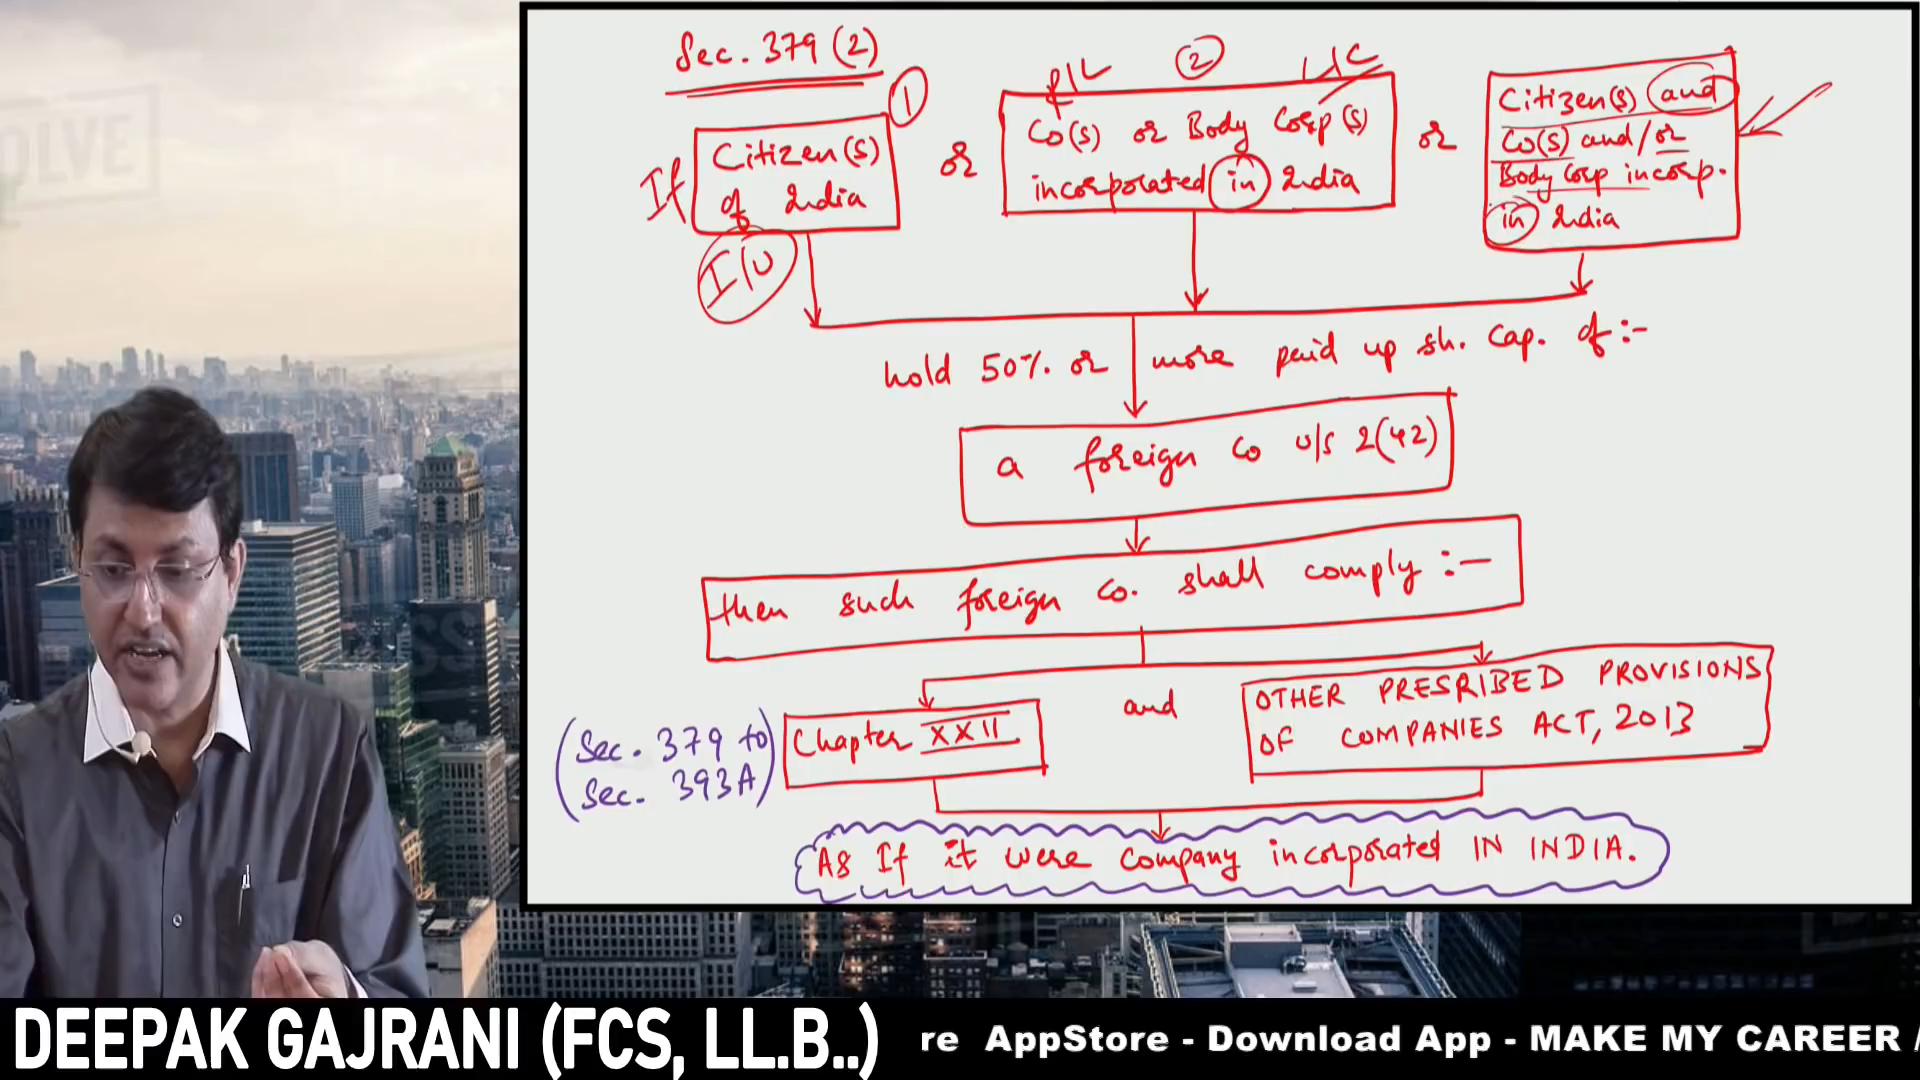 Sec. 379 (2)
1
If
Citizen(s)
of India
I/U
or
2
P/L
Co(s) or Body Corp(s)
incorporated in India
or
Citizen(s) and
Co(s) and/or
Body Corp incorp.
in India
hold 50% or more paid up sh. cap. of :-
a foreign Co u/s 2(42)
then such foreign co. shall comply :-
(Sec. 379 to
Sec. 393A)
Chapter XXII
and
OTHER PRESRIBED PROVISIONS
OF COMPANIES ACT, 2013
As If it were company incorporated IN INDIA.
OLVE
DEEPAK GAJRANI (FCS, LL.B..)
re AppStore - Download App - MAKE MY CAREER /